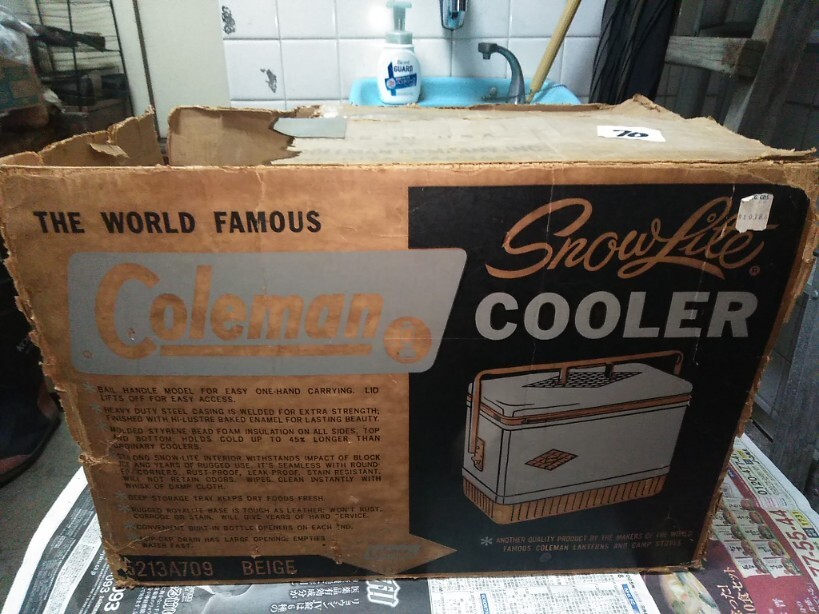 Bioré
GUARD
70
THE WORLD FAMOUS
Coleman
BAIL HANDLE MODEL FOR EASY ONE-HAND CARRYING. LID
LIFTS OFF FOR EASY ACCESS.
HEAVY DUTY STEEL CASING IS WELDED FOR EXTRA STRENGTH;
FINISHED WITH HI-LUSTRE BAKED ENAMEL FOR LASTING BEAUTY.
MOLDED STYRENE BEAD FOAM INSULATION ON ALL SIDES, TOP
AND BOTTOM; HOLDS COLD UP TO 45% LONGER THAN
ORDINARY COOLERS.
STRONG SNOW-LITE INTERIOR WITHSTANDS IMPACT OF BLOCK
ICE AND YEARS OF RUGGED USE. IT'S SEAMLESS WITH ROUND-
CORNERS, RUST-PROOF, LEAK PROOF, STAIN RESISTANT.
WILL NOT RETAIN ODORS. WIPES CLEAN INSTANTLY WITH
WHISK OF DAMP CLOTH.
DEEP STORAGE TRAY KEEPS DRY FOODS FRESH.
RUGGED ROYALITE BASE IS TOUGH AS LEATHER, WON'T RUST,
CORRODE OR STAIN. WILL GIVE YEARS OF HARD SERVICE.
CONVENIENT BUILT-IN BOTTLE OPENERS ON EACH END.
DRAIN HAS LARGE OPENING; EMPTIES
WATER FAST.
5213A709 BEIGE
Snow Lite®
COOLER
* ANOTHER QUALITY PRODUCT BY THE MAKERS OF THE WORLD
FAMOUS COLEMAN LANTERNS AND CAMP STOVES